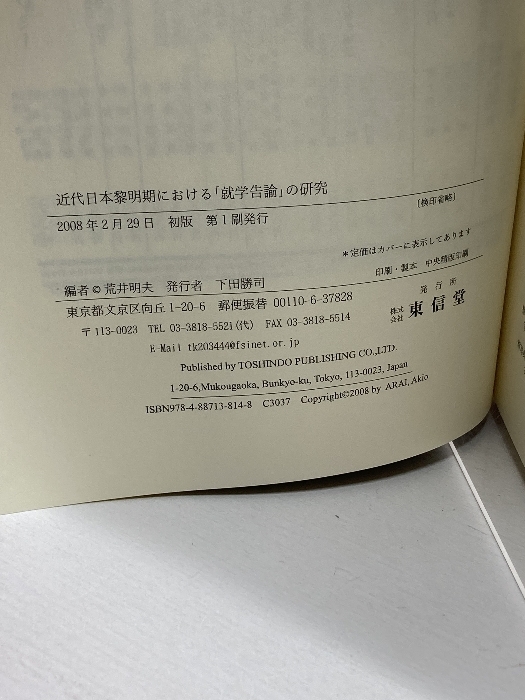 近代日本黎明期における「就学告諭」の研究
〔検印省略〕
2008年2月29日　初版　第1刷発行
＊定価はカバーに表示してあります
印刷・製本　中央精版印刷
編者©荒井明夫　発行者　下田勝司
東京都文京区向丘1-20-6　郵便振替 00110-6-37828
〒113-0023　TEL 03-3818-5521(代)　FAX 03-3818-5514
発行所
株式会社 東信堂
E-Mail tk203444@fsinet.or.jp
Published by TOSHINDO PUBLISHING CO.,LTD.
1-20-6,Mukougaoka, Bunkyo-ku, Tokyo, 113-0023, Japan
ISBN978-4-88713-814-8　C3037　Copyright©2008 by ARAI, Akio